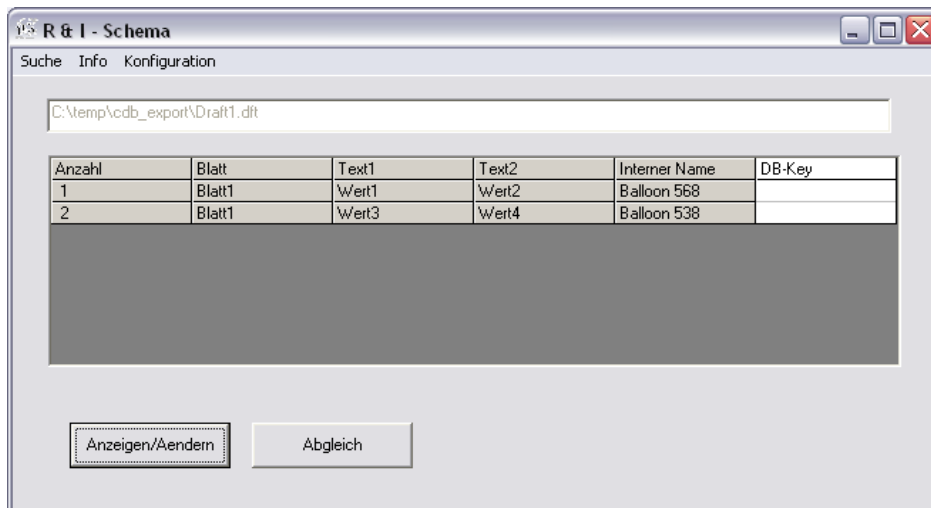 R & I - Schema
Suche Info Konfiguration
C:\temp\cdb_export\Draft1.dft
Anzahl Blatt Text1 Text2 Interner Name DB-Key
1 Blatt1 Wert1 Wert2 Balloon 568
2 Blatt1 Wert3 Wert4 Balloon 538
Anzeigen/Aendern Abgleich